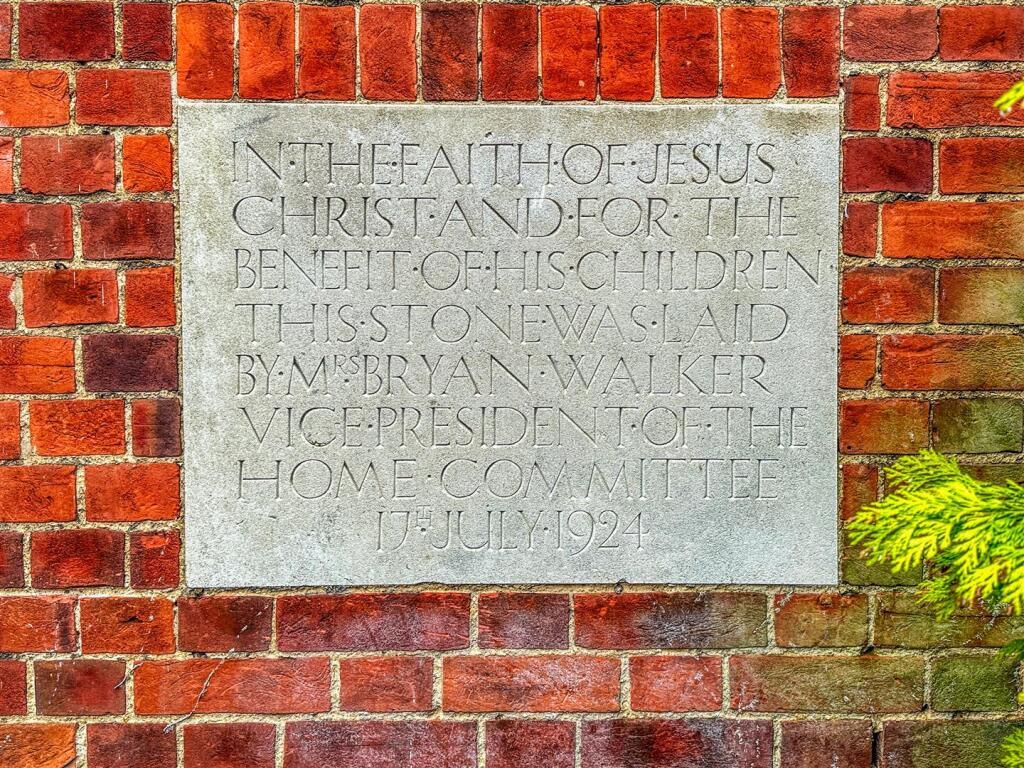 IN·THE·FAITH·OF·JESUS
CHRIST·AND·FOR·THE
BENEFIT·OF·HIS·CHILDREN
THIS·STONE·WAS·LAID
BY·MRS·BRYAN·WALKER
VICE·PRESIDENT·OF·THE
HOME·COMMITTEE
17TH·JULY·1924